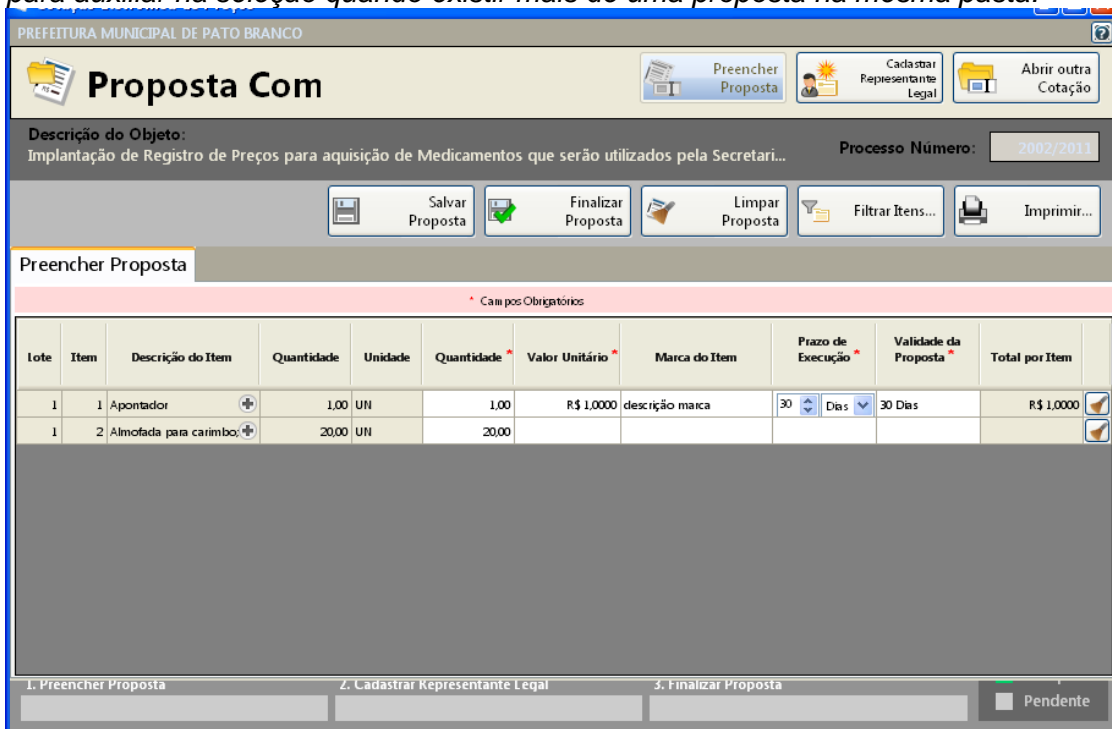 para auxiliar na seleção quando existir mais de uma proposta na mesma pasta.
PREFEITURA MUNICIPAL DE PATO BRANCO
Proposta Com
Preencher
Proposta
Cadastrar
Representante
Legal
Abrir outra
Cotação
Descrição do Objeto:
Implantação de Registro de Preços para aquisição de Medicamentos que serão utilizados pela Secretari...
Processo Número: 2002/2011
Salvar
Proposta
Finalizar
Proposta
Limpar
Proposta
Filtrar Itens...
Imprimir...
Preencher Proposta
* Campos Obrigatórios
Lote Item Descrição do Item Quantidade Unidade Quantidade * Valor Unitário * Marca do Item Prazo de Execução * Validade da Proposta * Total por Item
1 1 Apontador 1,00 UN 1,00 R$ 1,0000 descrição marca 30 Dias 30 Dias R$ 1,0000
1 2 Almofada para carimbo; 20,00 UN 20,00
1. Preencher Proposta 2. Cadastrar Representante Legal 3. Finalizar Proposta
Pendente